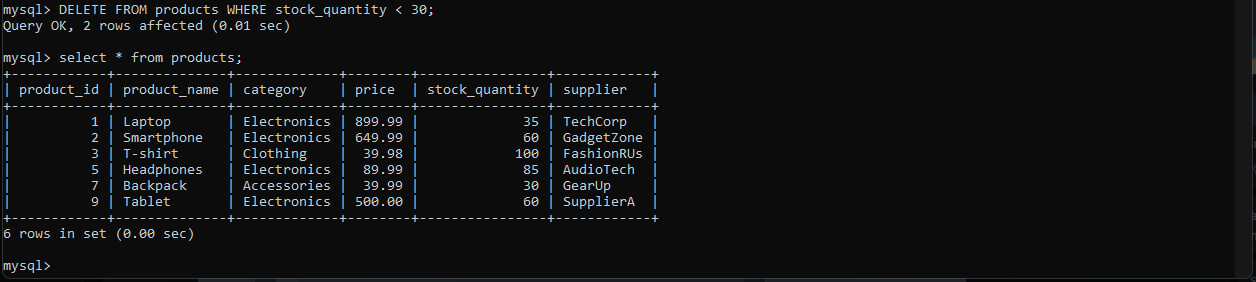 mysql> DELETE FROM products WHERE stock_quantity < 30;
Query OK, 2 rows affected (0.01 sec)

mysql> select * from products;
+------------+--------------+-------------+--------+----------------+------------+
| product_id | product_name | category    | price  | stock_quantity | supplier   |
+------------+--------------+-------------+--------+----------------+------------+
|          1 | Laptop       | Electronics | 899.99 |             35 | TechCorp   |
|          2 | Smartphone   | Electronics | 649.99 |             60 | GadgetZone |
|          3 | T-shirt      | Clothing    |  39.98 |            100 | FashionRUs |
|          5 | Headphones   | Electronics |  89.99 |             85 | AudioTech  |
|          7 | Backpack     | Accessories |  39.99 |             30 | GearUp     |
|          9 | Tablet       | Electronics | 500.00 |             60 | SupplierA  |
+------------+--------------+-------------+--------+----------------+------------+
6 rows in set (0.00 sec)

mysql>